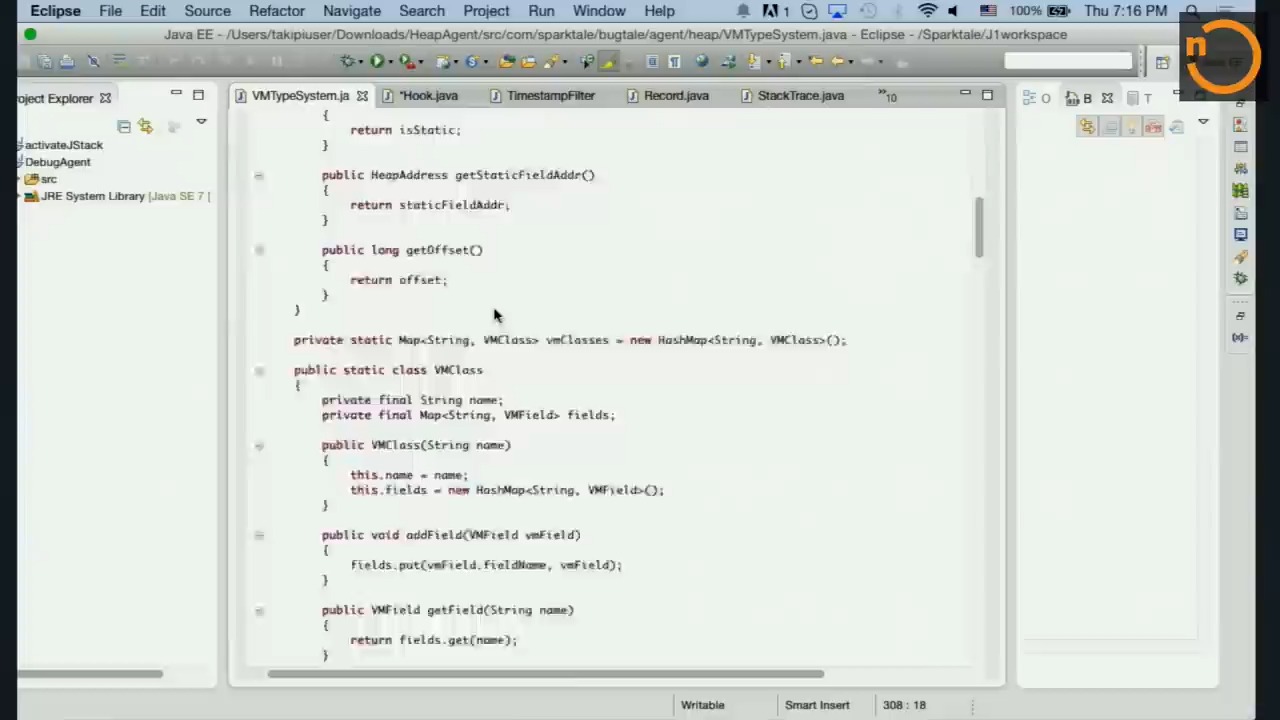 Eclipse File Edit Source Refactor Navigate Search Project Run Window Help 1 100% Thu 7:16 PM
Java EE - /Users/takipiuser/Downloads/HeapAgent/src/com/sparktale/bugtale/agent/heap/VMTypeSystem.java - Eclipse - /Sparktale/J1workspace
n
roject Explorer
VMTypeSystem.ja *Hook.java TimestampFilter Record.java StackTrace.java »10
O B T
activateJStack
DebugAgent
src
JRE System Library [Java SE 7 [
{
return isStatic;
}
public HeapAddress getStaticFieldAddr()
{
return staticFieldAddr;
}
public long getOffset()
{
return offset;
}
}
private static Map<String, VMClass> vmClasses = new HashMap<String, VMClass>();
public static class VMClass
{
private final String name;
private final Map<String, VMField> fields;
public VMClass(String name)
{
this.name = name;
this.fields = new HashMap<String, VMField>();
}
public void addField(VMField vmField)
{
fields.put(vmField.fieldName, vmField);
}
public VMField getField(String name)
{
return fields.get(name);
}
Writable Smart Insert 308 : 18